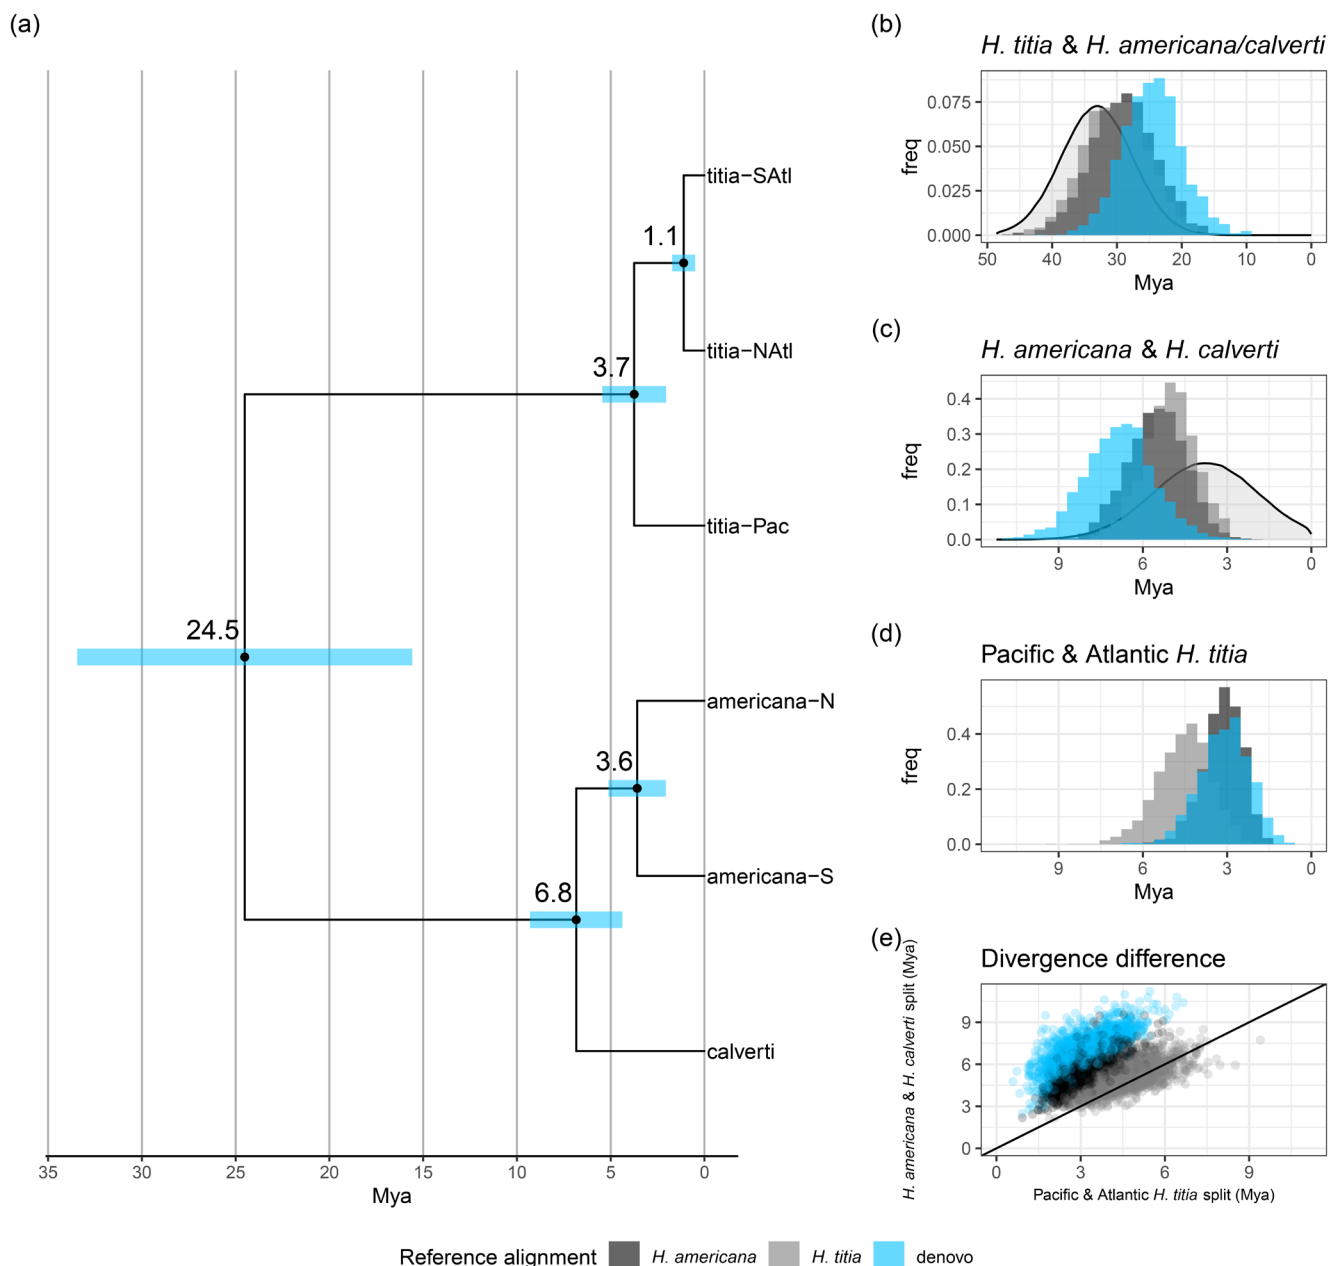 (a)
titia−SAtl
1.1
titia−NAtl
3.7
titia−Pac
24.5
americana−N
3.6
americana−S
6.8
calverti
35 30 25 20 15 10 5 0
Mya
(b)
H. titia & H. americana/calverti
freq
0.075
0.050
0.025
0.000
50 40 30 20 10 0
Mya
(c)
H. americana & H. calverti
freq
0.4
0.3
0.2
0.1
0.0
9 6 3 0
Mya
(d)
Pacific & Atlantic H. titia
freq
0.4
0.2
0.0
9 6 3 0
Mya
(e)
Divergence difference
H. americana & H. calverti split (Mya)
9
6
3
0
0 3 6 9
Pacific & Atlantic H. titia split (Mya)
Reference alignment H. americana H. titia denovo